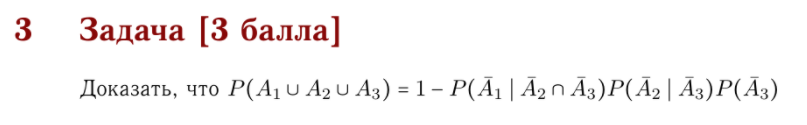 3 Задача [3 балла]
Доказать, что P(A₁ ∪ A₂ ∪ A₃) = 1 − P(Ā₁ | Ā₂ ∩ Ā₃)P(Ā₂ | Ā₃)P(Ā₃)